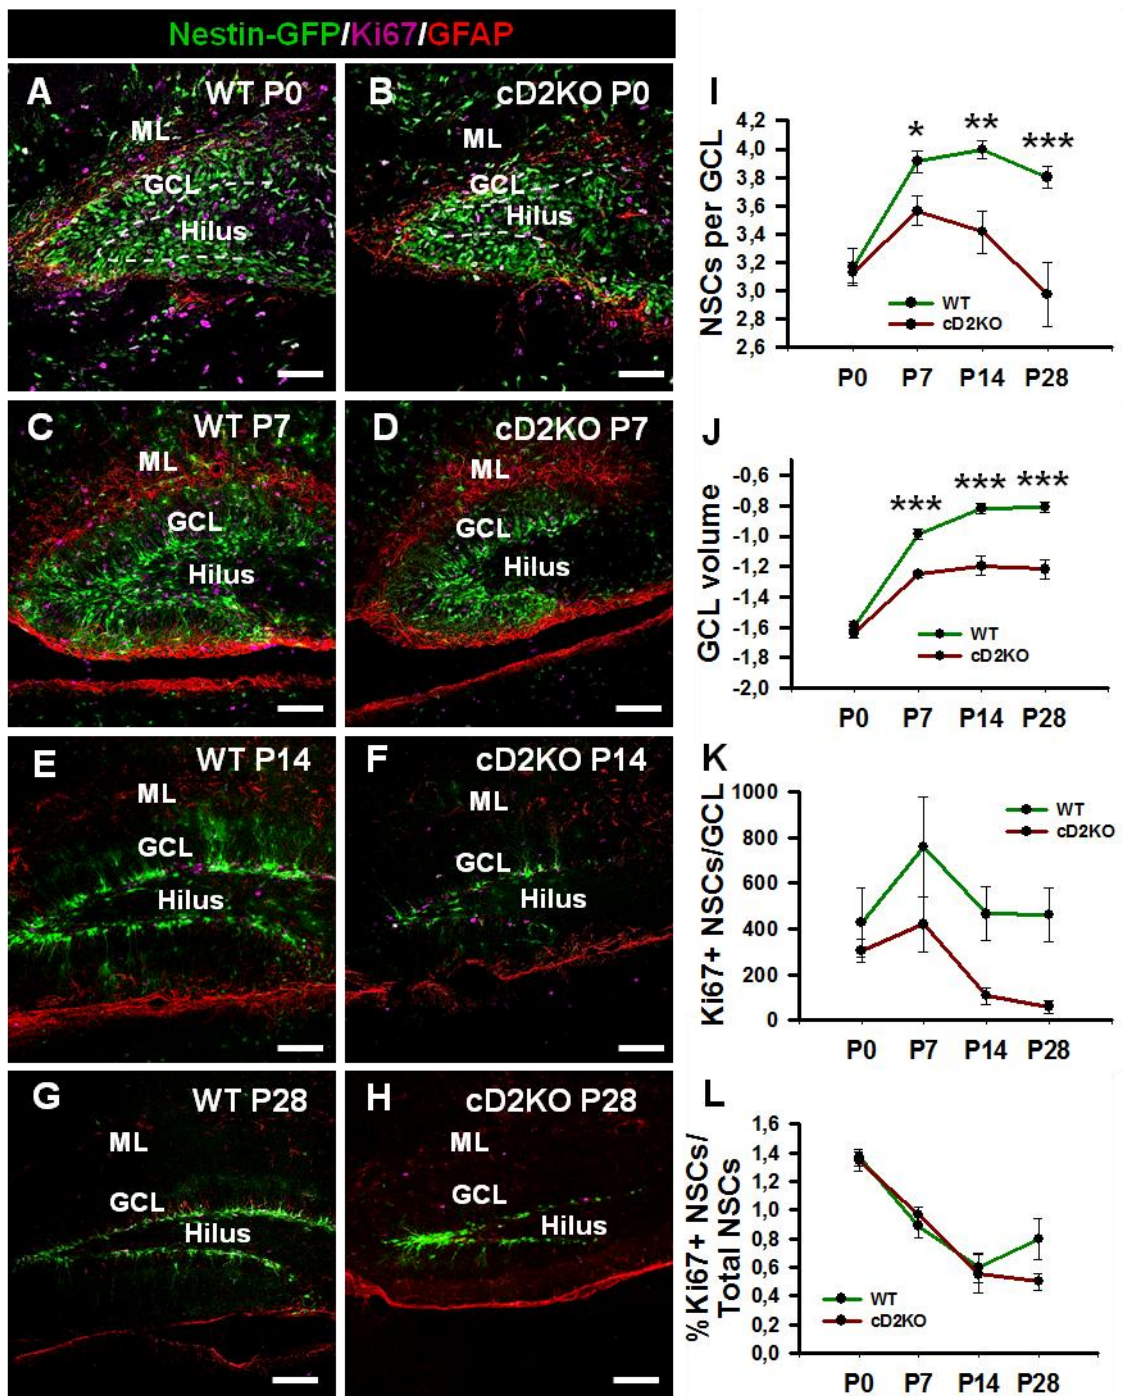 Nestin-GFP/Ki67/GFAP
A
WT P0
ML
GCL
Hilus
B
cD2KO P0
ML
GCL
Hilus
C
WT P7
ML
GCL
Hilus
D
cD2KO P7
ML
GCL
Hilus
E
WT P14
ML
GCL
Hilus
F
cD2KO P14
ML
GCL
Hilus
G
WT P28
ML
GCL
Hilus
H
cD2KO P28
ML
GCL
Hilus
I
NSCs per GCL
4,2
4,0
3,8
3,6
3,4
3,2
3,0
2,8
2,6
* ** ***
WT
cD2KO
P0 P7 P14 P28
J
GCL volume
-0,6
-0,8
-1,0
-1,2
-1,4
-1,6
-1,8
-2,0
*** *** ***
WT
cD2KO
P0 P7 P14 P28
K
Ki67+ NSCs/GCL
1000
800
600
400
200
0
WT
cD2KO
P0 P7 P14 P28
L
%Ki67+ NSCs/
Total NSCs
1,6
1,4
1,2
1,0
0,8
0,6
0,4
0,2
0,0
WT
cD2KO
P0 P7 P14 P28